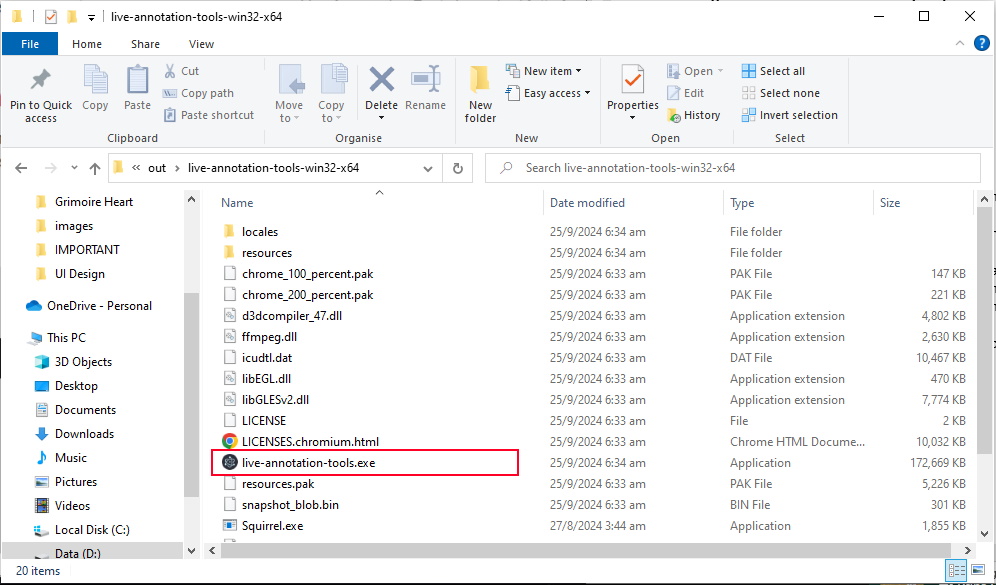 live-annotation-tools-win32-x64
File Home Share View
Pin to Quick access
Copy
Paste
Cut
Copy path
Paste shortcut
Clipboard
Move to
Copy to
Delete
Rename
Organise
New folder
New item
Easy access
New
Properties
Open
Edit
History
Open
Select all
Select none
Invert selection
Select
« out › live-annotation-tools-win32-x64
Search live-annotation-tools-win32-x64
Grimoire Heart
images
IMPORTANT
UI Design
OneDrive - Personal
This PC
3D Objects
Desktop
Documents
Downloads
Music
Pictures
Videos
Local Disk (C:)
Data (D:)
Name Date modified Type Size
locales 25/9/2024 6:34 am File folder
resources 25/9/2024 6:34 am File folder
chrome_100_percent.pak 25/9/2024 6:33 am PAK File 147 KB
chrome_200_percent.pak 25/9/2024 6:33 am PAK File 221 KB
d3dcompiler_47.dll 25/9/2024 6:33 am Application extension 4,802 KB
ffmpeg.dll 25/9/2024 6:33 am Application extension 2,630 KB
icudtl.dat 25/9/2024 6:33 am DAT File 10,467 KB
libEGL.dll 25/9/2024 6:33 am Application extension 470 KB
libGLESv2.dll 25/9/2024 6:33 am Application extension 7,774 KB
LICENSE 25/9/2024 6:33 am File 2 KB
LICENSES.chromium.html 25/9/2024 6:33 am Chrome HTML Docume... 10,032 KB
live-annotation-tools.exe 25/9/2024 6:34 am Application 172,669 KB
resources.pak 25/9/2024 6:33 am PAK File 5,226 KB
snapshot_blob.bin 25/9/2024 6:33 am BIN File 301 KB
Squirrel.exe 27/8/2024 3:44 am Application 1,855 KB
20 items